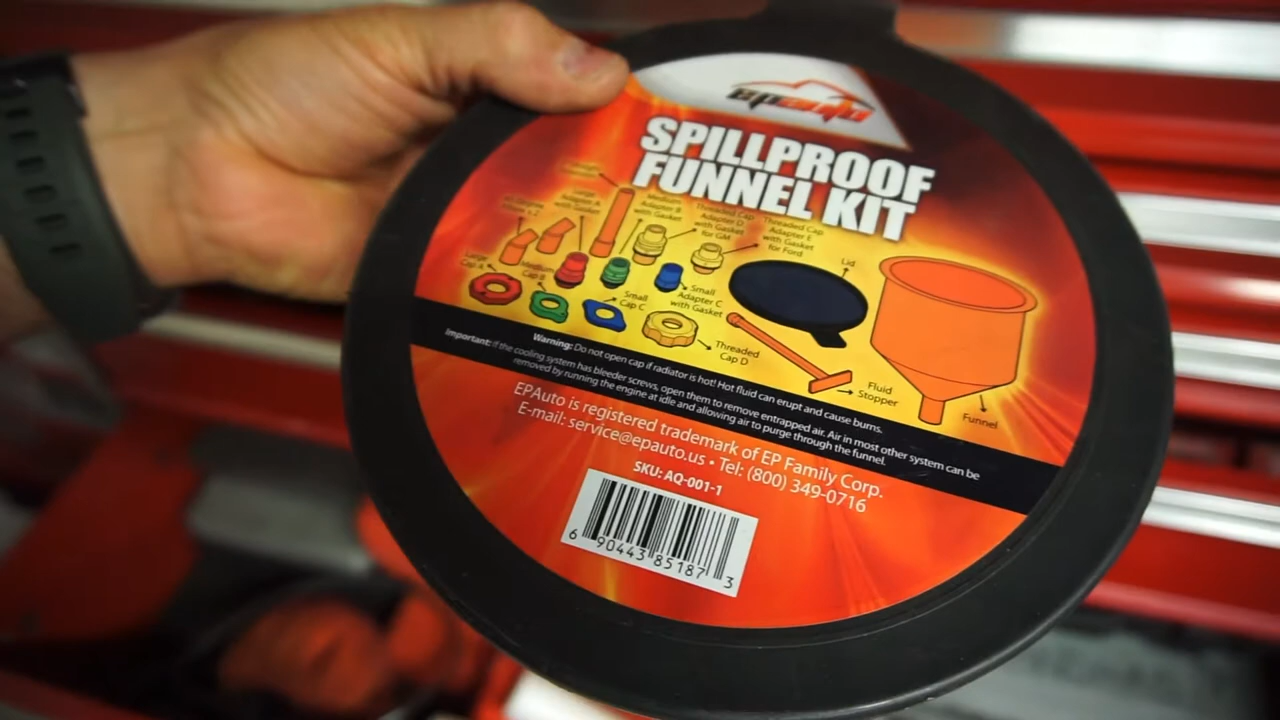 epauto
SPILLPROOF
FUNNEL KIT
Large
Adapter A
with Gasket
Medium
Adapter B
with Gasket
Threaded Cap
Adapter D
with Gasket
for GM
Threaded Cap
Adapter E
with Gasket
for Ford
Lid
Large
Cap A
Medium
Cap B
Small
Cap C
Small
Adapter C
with Gasket
Threaded
Cap D
Fluid
Stopper
Funnel
Warning: Do not open cap if radiator is hot! Hot fluid can erupt and cause burns.
Important: If the cooling system has bleeder screws, open them to remove entrapped air. Air in most other system can be
removed by running the engine at idle and allowing air to purge through the funnel.
EPAuto is registered trademark of EP Family Corp.
E-mail: service@epauto.us • Tel: (800) 349-0716
SKU: AQ-001-1
6 90443 85187 3